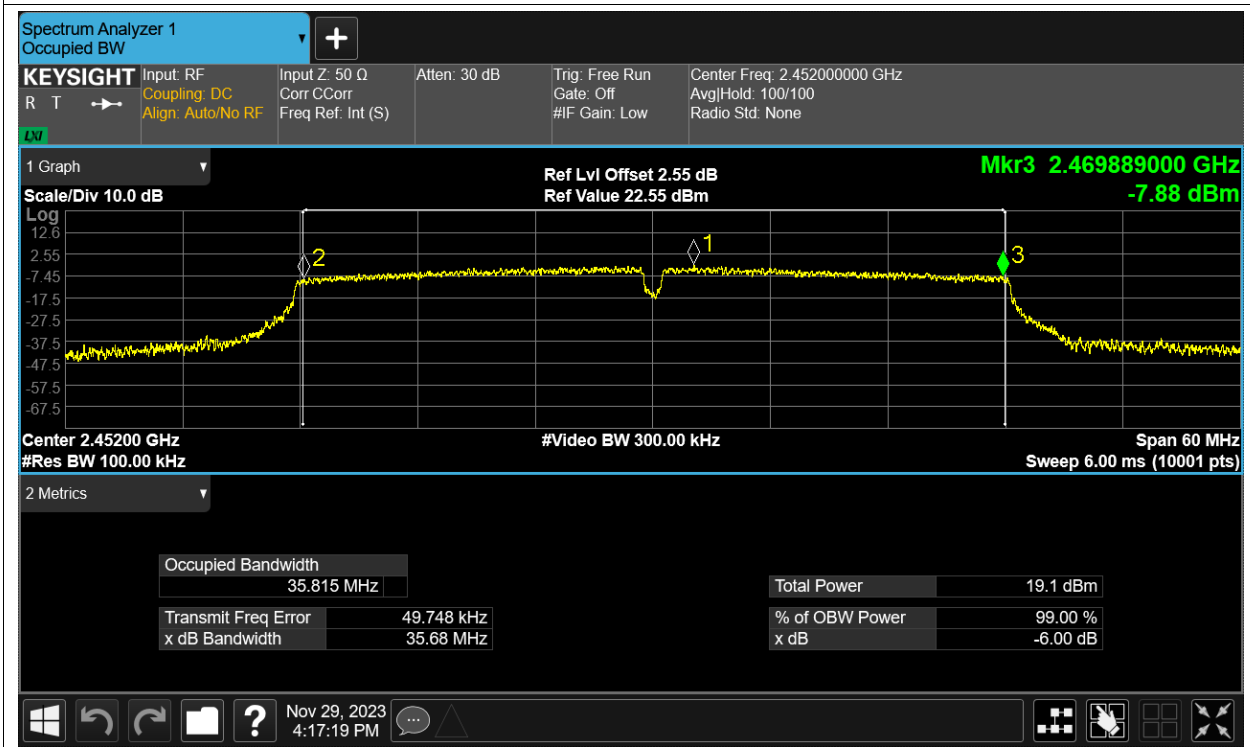 Spectrum Analyzer 1
Occupied BW
KEYSIGHT
R T
LXI
Input: RF
Coupling: DC
Align: Auto/No RF
Input Z: 50 Ω
Corr CCorr
Freq Ref: Int (S)
Atten: 30 dB
Trig: Free Run
Gate: Off
#IF Gain: Low
Center Freq: 2.452000000 GHz
Avg|Hold: 100/100
Radio Std: None
1 Graph
Scale/Div 10.0 dB
Ref Lvl Offset 2.55 dB
Ref Value 22.55 dBm
Mkr3 2.469889000 GHz
-7.88 dBm
Log
12.6
2.55
-7.45
-17.5
-27.5
-37.5
-47.5
-57.5
-67.5
2
1
3
Center 2.45200 GHz
#Video BW 300.00 kHz
Span 60 MHz
#Res BW 100.00 kHz
Sweep 6.00 ms (10001 pts)
2 Metrics
Occupied Bandwidth
35.815 MHz
Transmit Freq Error 49.748 kHz
x dB Bandwidth 35.68 MHz
Total Power 19.1 dBm
% of OBW Power 99.00 %
x dB -6.00 dB
?
Nov 29, 2023
4:17:19 PM